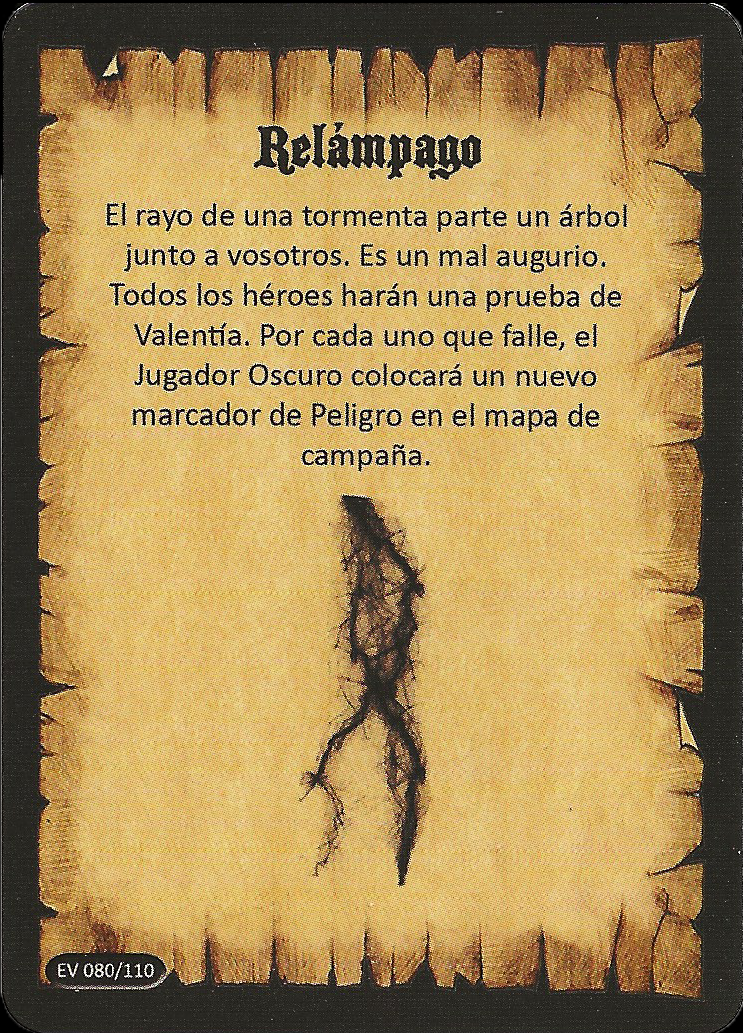 Relámpago
El rayo de una tormenta parte un árbol
junto a vosotros. Es un mal augurio.
Todos los héroes harán una prueba de
Valentía. Por cada uno que falle, el
Jugador Oscuro colocará un nuevo
marcador de Peligro en el mapa de
campaña.
EV 080/110